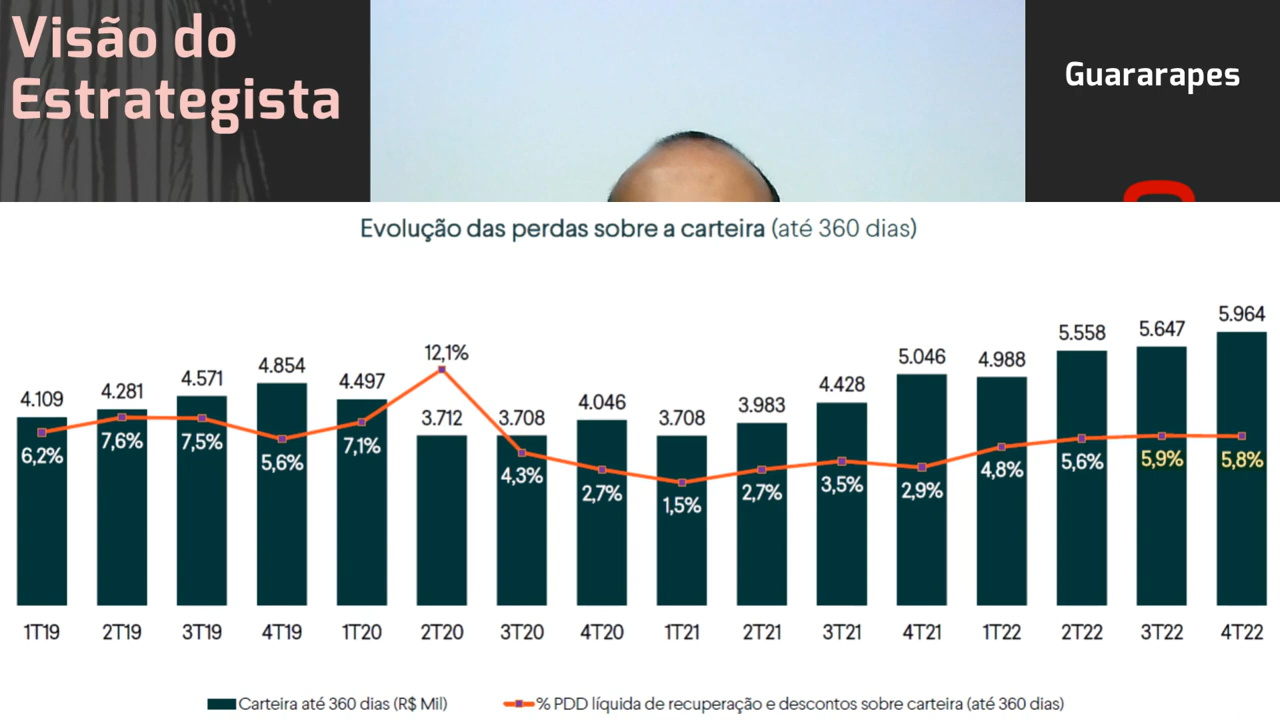 Visão do
Estrategista
Guararapes
Evolução das perdas sobre a carteira (até 360 dias)
4.109
4.281
4.571
4.854
4.497
3.712
3.708
4.046
3.708
3.983
4.428
5.046
4.988
5.558
5.647
5.964
6,2%
7,6%
7,5%
5,6%
7,1%
12,1%
4,3%
2,7%
1,5%
2,7%
3,5%
2,9%
4,8%
5,6%
5,9%
5,8%
1T19
2T19
3T19
4T19
1T20
2T20
3T20
4T20
1T21
2T21
3T21
4T21
1T22
2T22
3T22
4T22
Carteira até 360 dias (R$ Mil)
% PDD líquida de recuperação e descontos sobre carteira (até 360 dias)